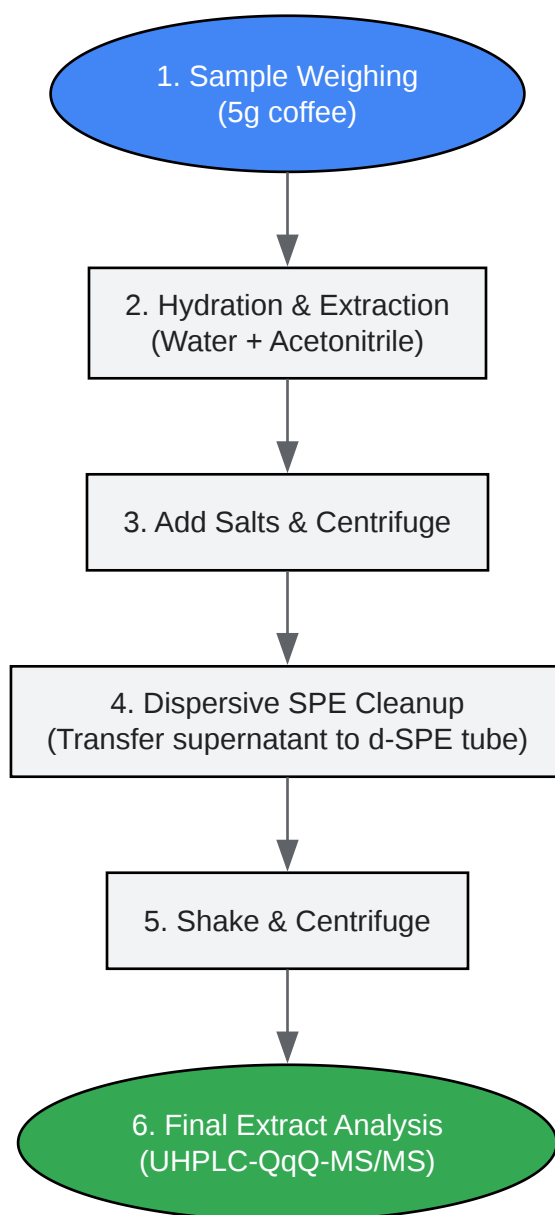 1. Sample Weighing
(5g coffee)
2. Hydration & Extraction
(Water + Acetonitrile)
3. Add Salts & Centrifuge
4. Dispersive SPE Cleanup
(Transfer supernatant to d-SPE tube)
5. Shake & Centrifuge
6. Final Extract Analysis
(UHPLC-QqQ-MS/MS)